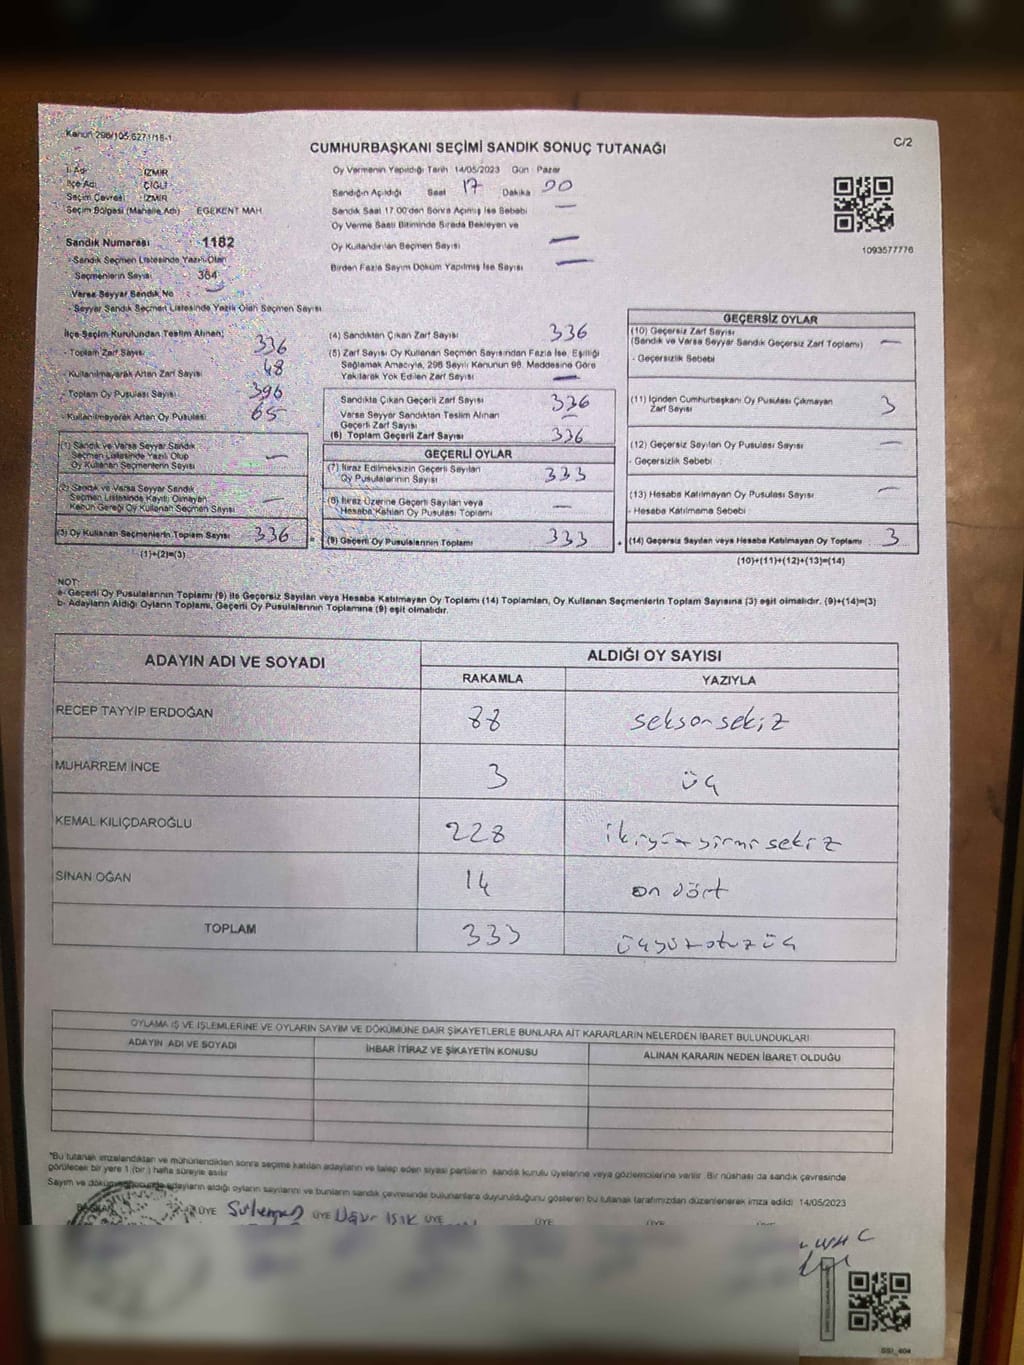 Kanun 298/105 6271/18-1
C/2
CUMHURBAŞKANI SEÇİMİ SANDIK SONUÇ TUTANAĞI
İl Adı : İZMİR
İlçe Adı : ÇİĞLİ
Seçim Çevresi : İZMİR
Seçim Bölgesi (Mahalle Adı) EGEKENT MAH.
Oy Vermenin Yapıldığı Tarih 14/05/2023 Gün Pazar
Sandığın Açıldığı Saat 17 Dakika 00
Sandık Saat 17.00'den Sonra Açılmış İse Sebebi —
Oy Verme Saati Bitiminde Sırada Bekleyen ve
Oy Kullandırılan Seçmen Sayısı —
Birden Fazla Sayım Döküm Yapılmış İse Sayısı —
1093577776
Sandık Numarası : 1182
- Sandık Seçmen Listesinde Yazılı Olan
Seçmenlerin Sayısı 384
Varsa Seyyar Sandık No —
- Seyyar Sandık Seçmen Listesinde Yazılı Olan Seçmen Sayısı
İlçe Seçim Kurulundan Teslim Alınan;
- Toplam Zarf Sayısı 336
- Kullanılmayarak Artan Zarf Sayısı 48
- Toplam Oy Pusulası Sayısı 396
- Kullanılmayarak Artan Oy Pusulası 65
(1) Sandık ve Varsa Seyyar Sandık
Seçmen Listesinde Yazılı Olup
Oy Kullanan Seçmenlerin Sayısı —
(2) Sandık ve Varsa Seyyar Sandık
Seçmen Listesinde Kayıtlı Olmayan,
Kanun Gereği Oy Kullanan Seçmen Sayısı —
(3) Oy Kullanan Seçmenlerin Toplam Sayısı 336
(1)+(2)=(3)
(4) Sandıktan Çıkan Zarf Sayısı 336
(5) Zarf Sayısı Oy Kullanan Seçmen Sayısından Fazla İse, Eşitliği
Sağlamak Amacıyla, 298 Sayılı Kanunun 98. Maddesine Göre
Yakılarak Yok Edilen Zarf Sayısı —
Sandıkta Çıkan Geçerli Zarf Sayısı 336
Varsa Seyyar Sandıktan Teslim Alınan
Geçerli Zarf Sayısı —
(6) Toplam Geçerli Zarf Sayısı 336
GEÇERLİ OYLAR
(7) İtiraz Edilmeksizin Geçerli Sayılan
Oy Pusulalarının Sayısı 333
(8) İtiraz Üzerine Geçerli Sayılan veya
Hesaba Katılan Oy Pusulası Toplamı —
= (9) Geçerli Oy Pusulalarının Toplamı 333
GEÇERSİZ OYLAR
(10) Geçersiz Zarf Sayısı
(Sandık ve Varsa Seyyar Sandık Geçersiz Zarf Toplamı) —
- Geçersizlik Sebebi
(11) İçinden Cumhurbaşkanı Oy Pusulası Çıkmayan
Zarf Sayısı 3
(12) Geçersiz Sayılan Oy Pusulası Sayısı —
- Geçersizlik Sebebi
(13) Hesaba Katılmayan Oy Pusulası Sayısı —
- Hesaba Katılmama Sebebi
+ (14) Geçersiz Sayılan veya Hesaba Katılmayan Oy Toplamı 3
(10)+(11)+(12)+(13)=(14)
NOT:
a- Geçerli Oy Pusulalarının Toplamı (9) ile Geçersiz Sayılan veya Hesaba Katılmayan Oy Toplamı (14) Toplamları, Oy Kullanan Seçmenlerin Toplam Sayısına (3) eşit olmalıdır. (9)+(14)=(3)
b- Adayların Aldığı Oyların Toplamı, Geçerli Oy Pusulalarının Toplamına (9) eşit olmalıdır.
ADAYIN ADI VE SOYADI
ALDIĞI OY SAYISI
RAKAMLA YAZIYLA
RECEP TAYYİP ERDOĞAN 88 seksensekiz
MUHARREM İNCE 3 üç
KEMAL KILIÇDAROĞLU 228 ikiyüzyirmisekiz
SİNAN OĞAN 14 on dört
TOPLAM 333 üçyüzotuzüç
OYLAMA İŞ VE İŞLEMLERİNE VE OYLARIN SAYIM VE DÖKÜMÜNE DAİR ŞİKAYETLERLE BUNLARA AİT KARARLARIN NELERDEN İBARET BULUNDUKLARI
ADAYIN ADI VE SOYADI İHBAR İTİRAZ VE ŞİKAYETİN KONUSU ALINAN KARARIN NEDEN İBARET OLDUĞU
"Bu tutanak imzalandıktan ve mühürlendikten sonra seçime katılan adayların ve talep eden siyasi partilerin sandık kurulu üyelerine veya gözlemcilerine verilir. Bir nüshası da sandık çevresinde
görülecek bir yere 1 (bir) hafta süreyle asılır
Sayım ve döküm adayların aldığı oyların sayılarını ve bunların sandık çevresinde bulunanlara duyurulduğunu gösteren bu tutanak tarafımızdan düzenlenerek imza edildi 14/05/2023
ÜYE Süleyman ÜYE Uğur Işık ÜYE ÜYE ÜYE ÜYE